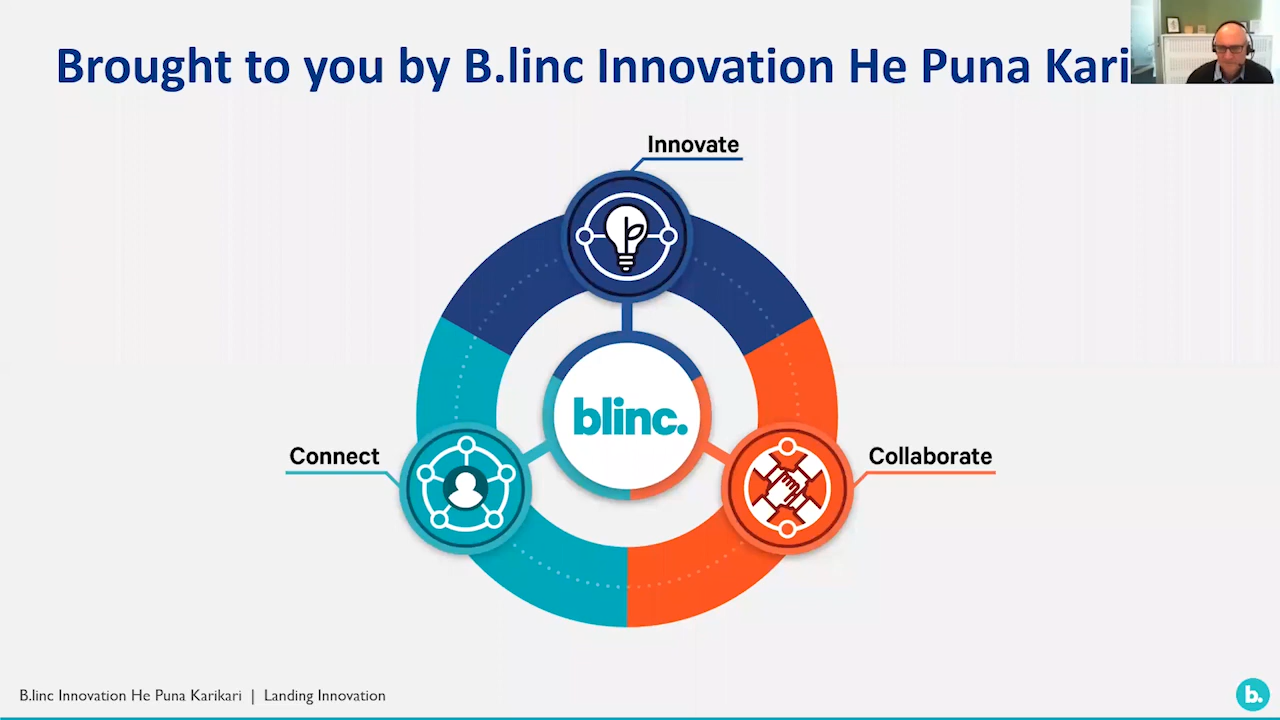 Brought to you by B.linc Innovation He Puna Kari
Innovate
blinc.
Connect
Collaborate
B.linc Innovation He Puna Karikari | Landing Innovation
b.